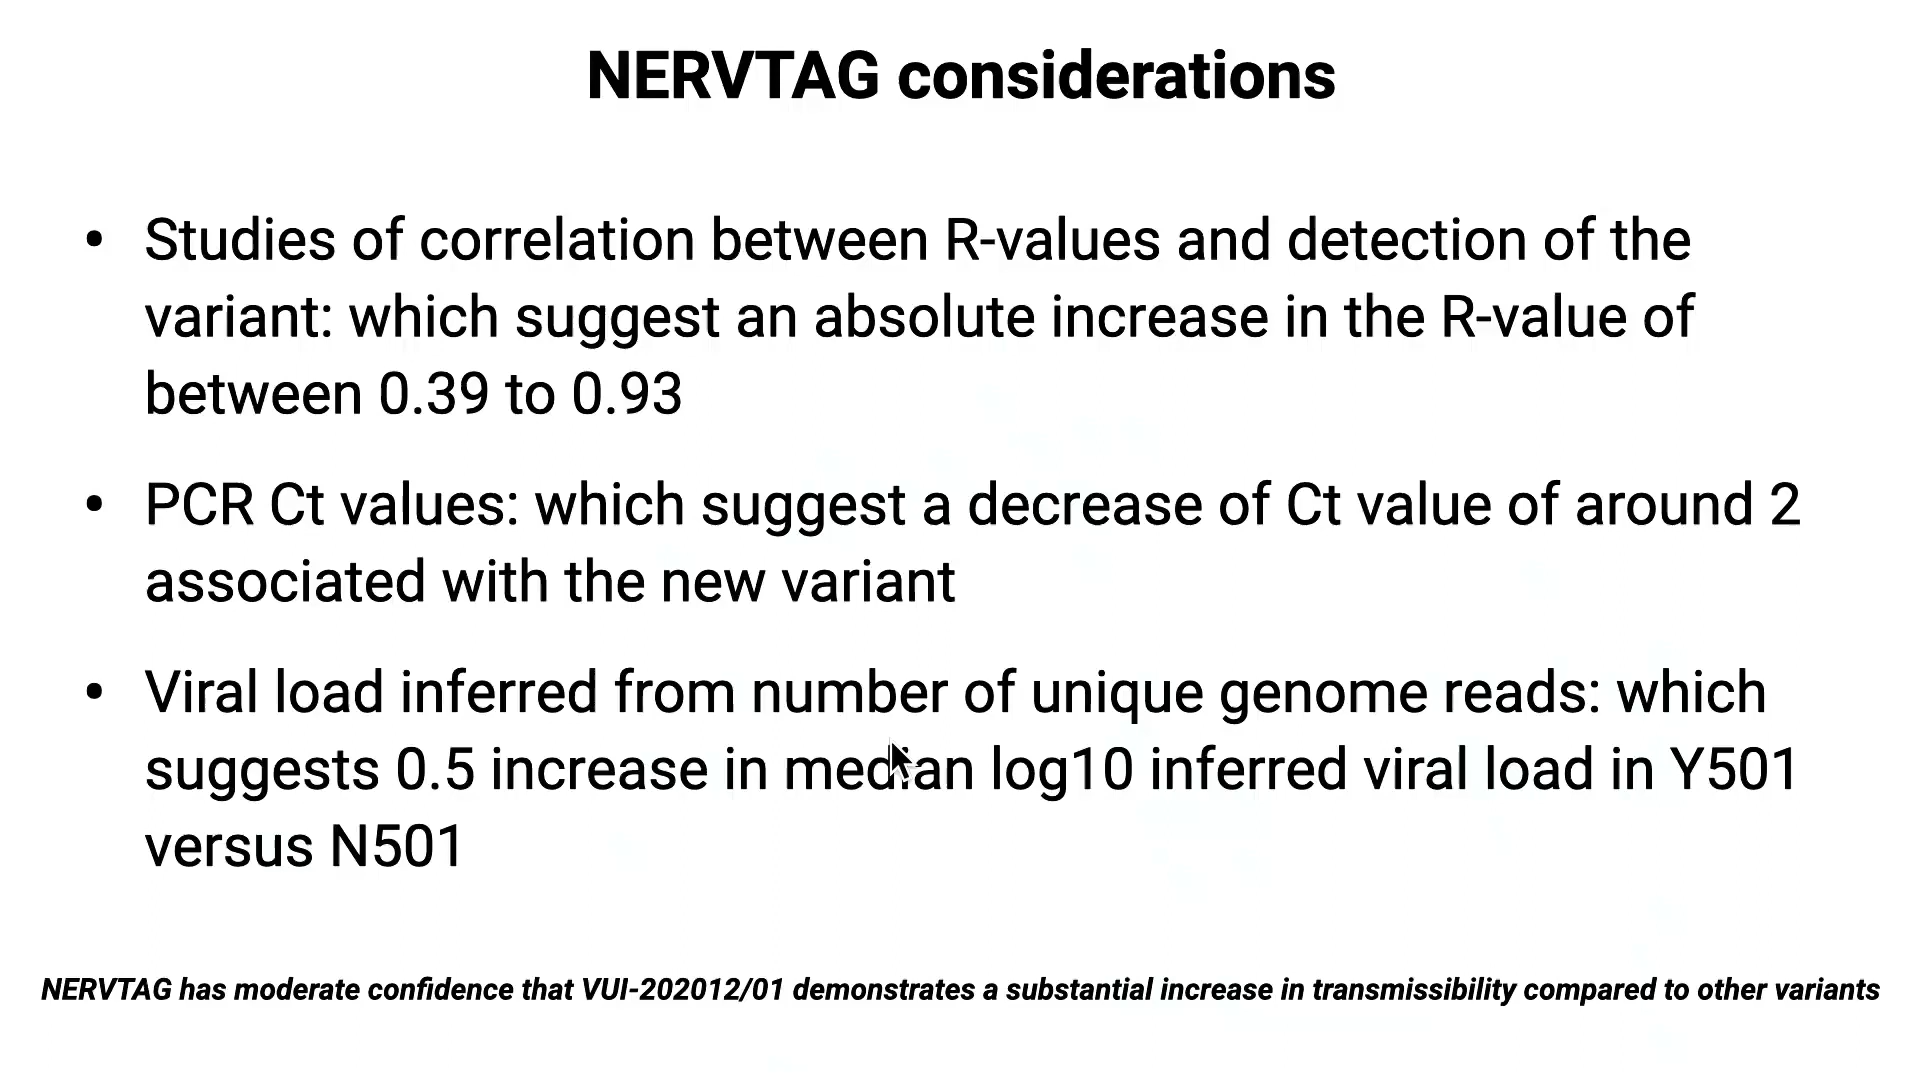 NERVTAG considerations
• Studies of correlation between R-values and detection of the
variant: which suggest an absolute increase in the R-value of
between 0.39 to 0.93
• PCR Ct values: which suggest a decrease of Ct value of around 2
associated with the new variant
• Viral load inferred from number of unique genome reads: which
suggests 0.5 increase in median log10 inferred viral load in Y501
versus N501
NERVTAG has moderate confidence that VUI-202012/01 demonstrates a substantial increase in transmissibility compared to other variants